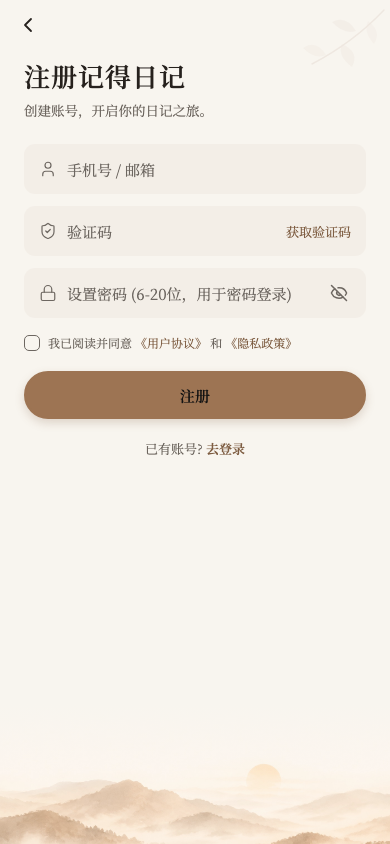 注册记得日记
创建账号，开启你的日记之旅。
手机号 / 邮箱
验证码 获取验证码
设置密码 (6-20位，用于密码登录)
我已阅读并同意 《用户协议》 和 《隐私政策》
注册
已有账号? 去登录